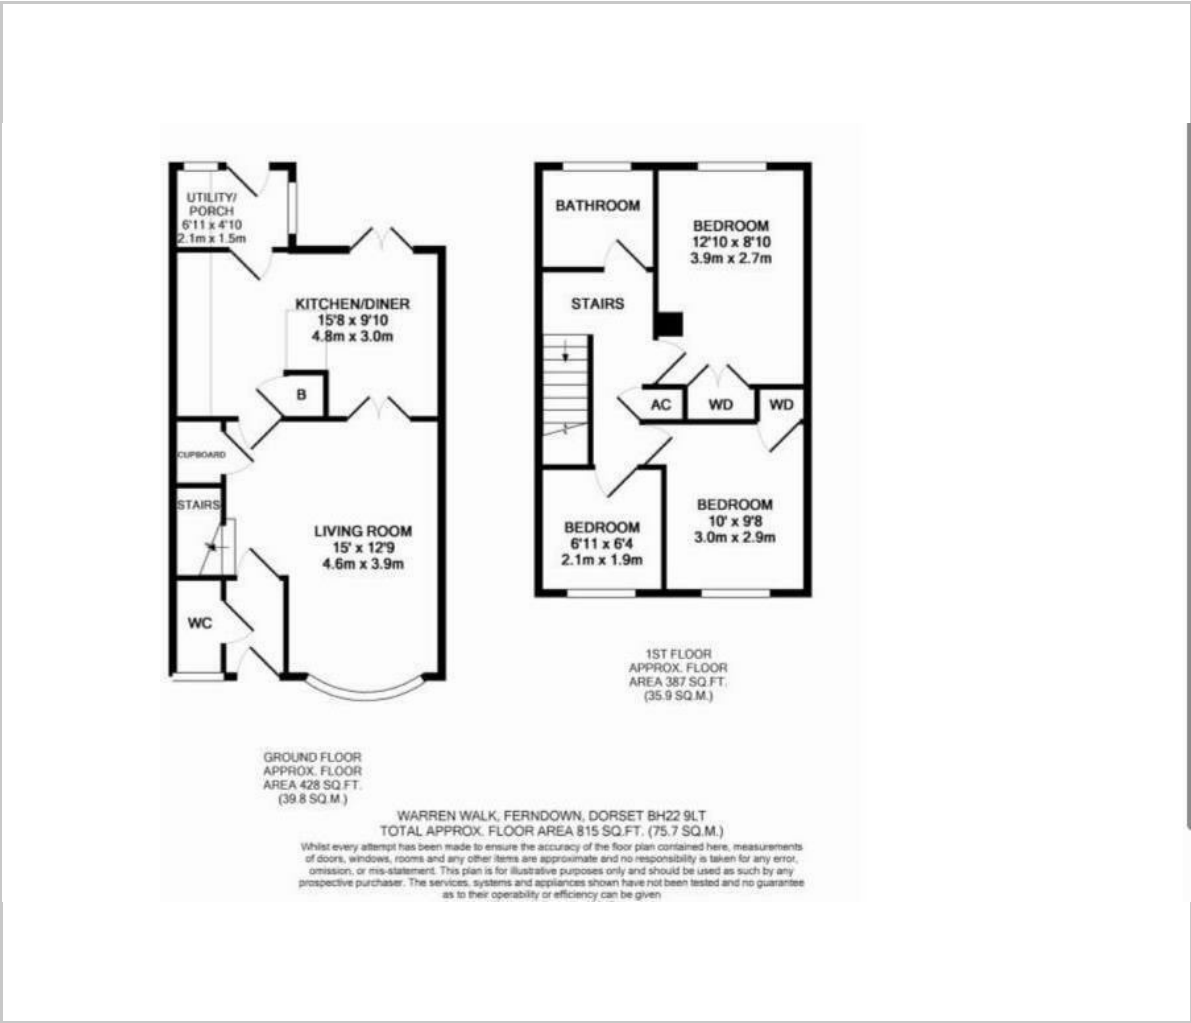 UTILITY/
PORCH
6'11 x 4'10
2.1m x 1.5m
KITCHEN/DINER
15'8 x 9'10
4.8m x 3.0m
B
CUPBOARD
STAIRS
LIVING ROOM
15' x 12'9
4.6m x 3.9m
WC
GROUND FLOOR
APPROX. FLOOR
AREA 428 SQ.FT.
(39.8 SQ.M.)
BATHROOM
BEDROOM
12'10 x 8'10
3.9m x 2.7m
STAIRS
AC
WD
WD
BEDROOM
10' x 9'8
3.0m x 2.9m
BEDROOM
6'11 x 6'4
2.1m x 1.9m
1ST FLOOR
APPROX. FLOOR
AREA 387 SQ.FT.
(35.9 SQ.M.)
WARREN WALK, FERNDOWN, DORSET BH22 9LT
TOTAL APPROX. FLOOR AREA 815 SQ.FT. (75.7 SQ.M.)
Whilst every attempt has been made to ensure the accuracy of the floor plan contained here, measurements
of doors, windows, rooms and any other items are approximate and no responsibility is taken for any error,
omission, or mis-statement. This plan is for illustrative purposes only and should be used as such by any
prospective purchaser. The services, systems and appliances shown have not been tested and no guarantee
as to their operability or efficiency can be given